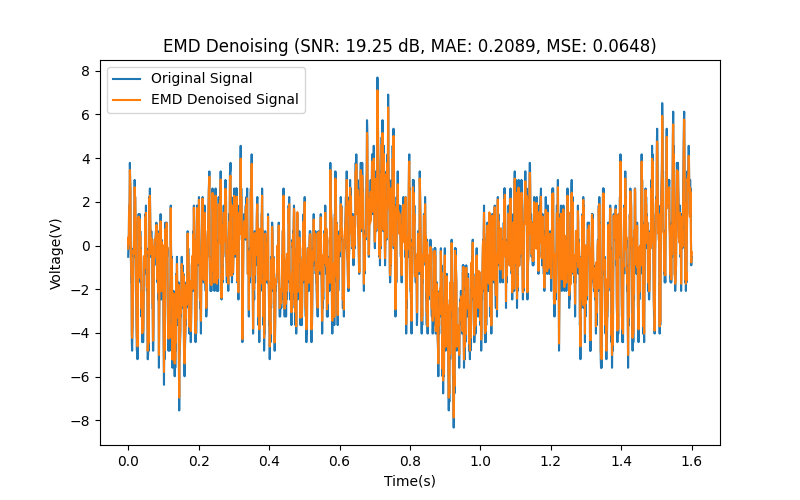 EMD Denoising (SNR: 19.25 dB, MAE: 0.2089, MSE: 0.0648)
Original Signal
EMD Denoised Signal
Voltage(V)
8
6
4
2
0
−2
−4
−6
−8
0.0 0.2 0.4 0.6 0.8 1.0 1.2 1.4 1.6
Time(s)